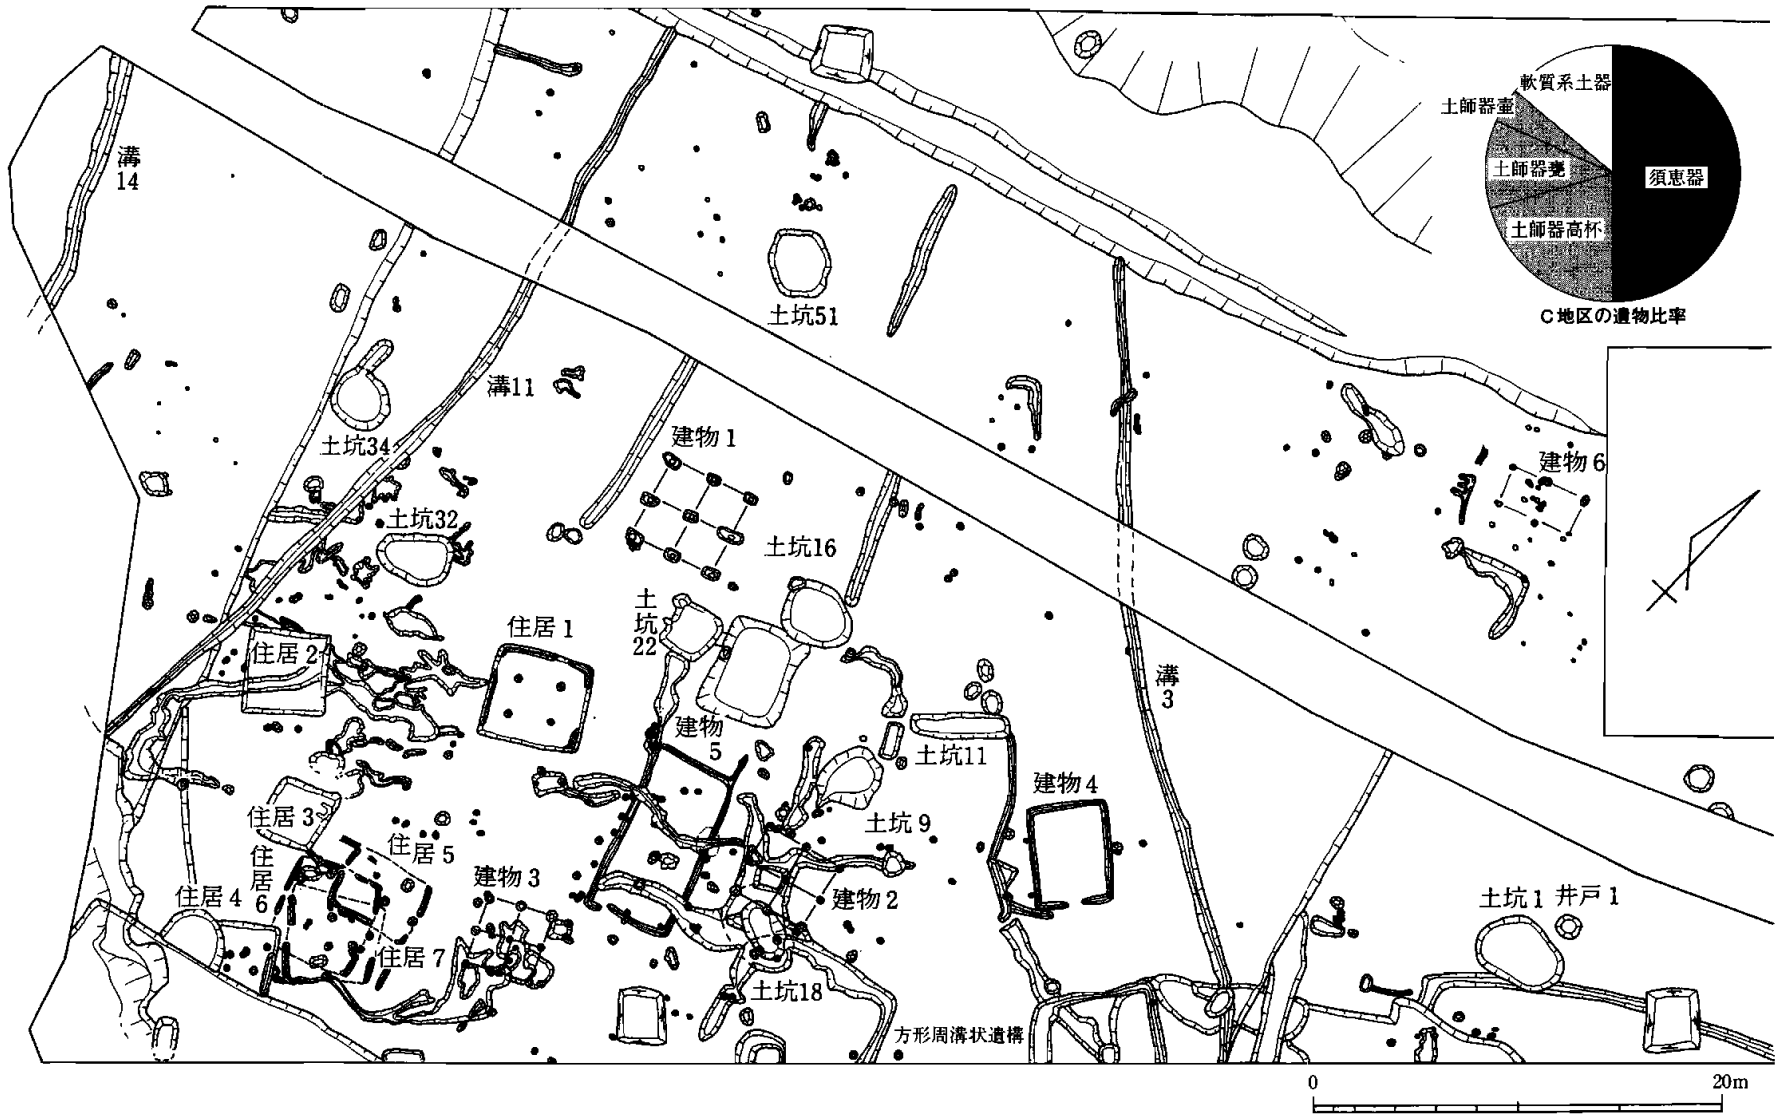 軟質系土器
土師器壷
土師器甕
須恵器
土師器高杯
C地区の遺物比率
溝
14
土坑51
溝11
土坑34
建物1
建物6
土坑32
土坑16
土
坑
22
住居1
住居2
溝
3
建物
5
土坑11
建物4
住居3
住
居5
土坑9
住
居
6
建物3
住居4
建物2
土坑1 井戸1
住居7
土坑18
方形周溝状遺構
0 20m